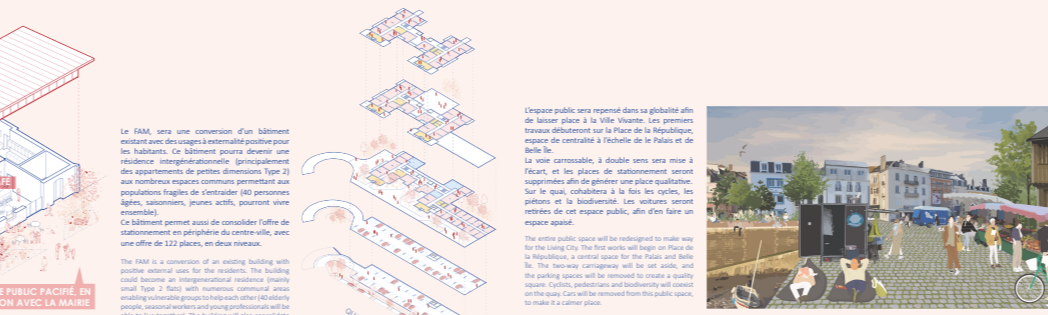 FÉ
E PUBLIC PACIFIÉ, EN
ON AVEC LA MAIRIE
Le FAM, sera une conversion d'un bâtiment
existant avec des usages à externalité positive pour
les habitants. Ce bâtiment pourra devenir une
résidence intergénérationnelle (principalement
des appartements de petites dimensions Type 2)
aux nombreux espaces communs permettant aux
populations fragiles de s'entraider (40 personnes
âgées, saisonniers, jeunes actifs, pourront vivre
ensemble).
Ce bâtiment permet aussi de consolider l'offre de
stationnement en périphérie du centre-ville, avec
une offre de 122 places, en deux niveaux.
The FAM is a conversion of an existing building with
positive external uses for the residents. The building
could become an intergenerational residence (mainly
small Type 2 flats) with numerous communal areas
enabling vulnerable groups to help each other (40 elderly
people, seasonal workers and young professionals will be
L'espace public sera repensé dans sa globalité afin
de laisser place à la Ville Vivante. Les premiers
travaux débuteront sur la Place de la République,
espace de centralité à l'échelle de le Palais et de
Belle Île.
La voie carrossable, à double sens sera mise à
l'écart, et les places de stationnement seront
supprimées afin de générer une place qualitative.
Sur le quai, cohabitera à la fois les cycles, les
piétons et la biodiversité. Les voitures seront
retirées de cet espace public, afin d'en faire un
espace apaisé.
The entire public space will be redesigned to make way
for the Living City. The first works will begin on Place de
la République, a central space for the Palais and Belle
Île. The two-way carriageway will be set aside, and
the parking spaces will be removed to create a quality
square. Cyclists, pedestrians and biodiversity will coexist
on the quay. Cars will be removed from this public space,
to make it a calmer place.